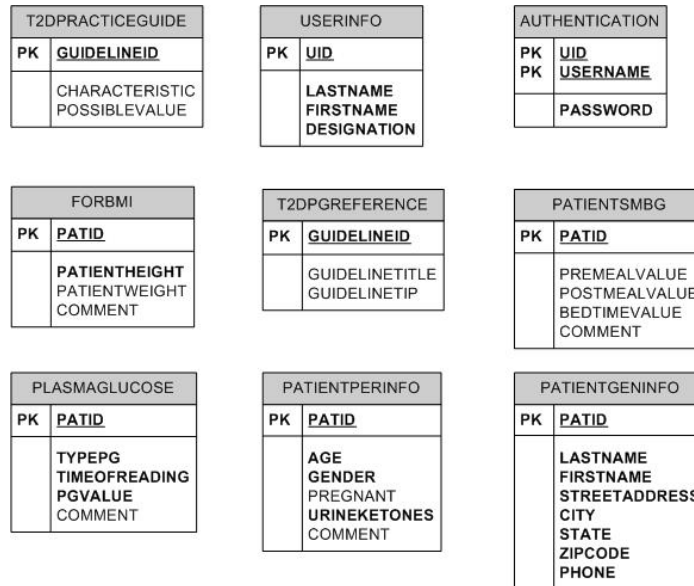 T2DPRACTICEGUIDE
PK GUIDELINEID
CHARACTERISTIC
POSSIBLEVALUE
USERINFO
PK UID
LASTNAME
FIRSTNAME
DESIGNATION
AUTHENTICATION
PK UID
PK USERNAME
PASSWORD
FORBMI
PK PATID
PATIENTHEIGHT
PATIENTWEIGHT
COMMENT
T2DPGREFERENCE
PK GUIDELINEID
GUIDELINETITLE
GUIDELINETIP
PATIENTSMBG
PK PATID
PREMEALVALUE
POSTMEALVALUE
BEDTIMEVALUE
COMMENT
PLASMAGLUCOSE
PK PATID
TYPEPG
TIMEOFREADING
PGVALUE
COMMENT
PATIENTPERINFO
PK PATID
AGE
GENDER
PREGNANT
URINEKETONES
COMMENT
PATIENTGENINFO
PK PATID
LASTNAME
FIRSTNAME
STREETADDRESS
CITY
STATE
ZIPCODE
PHONE